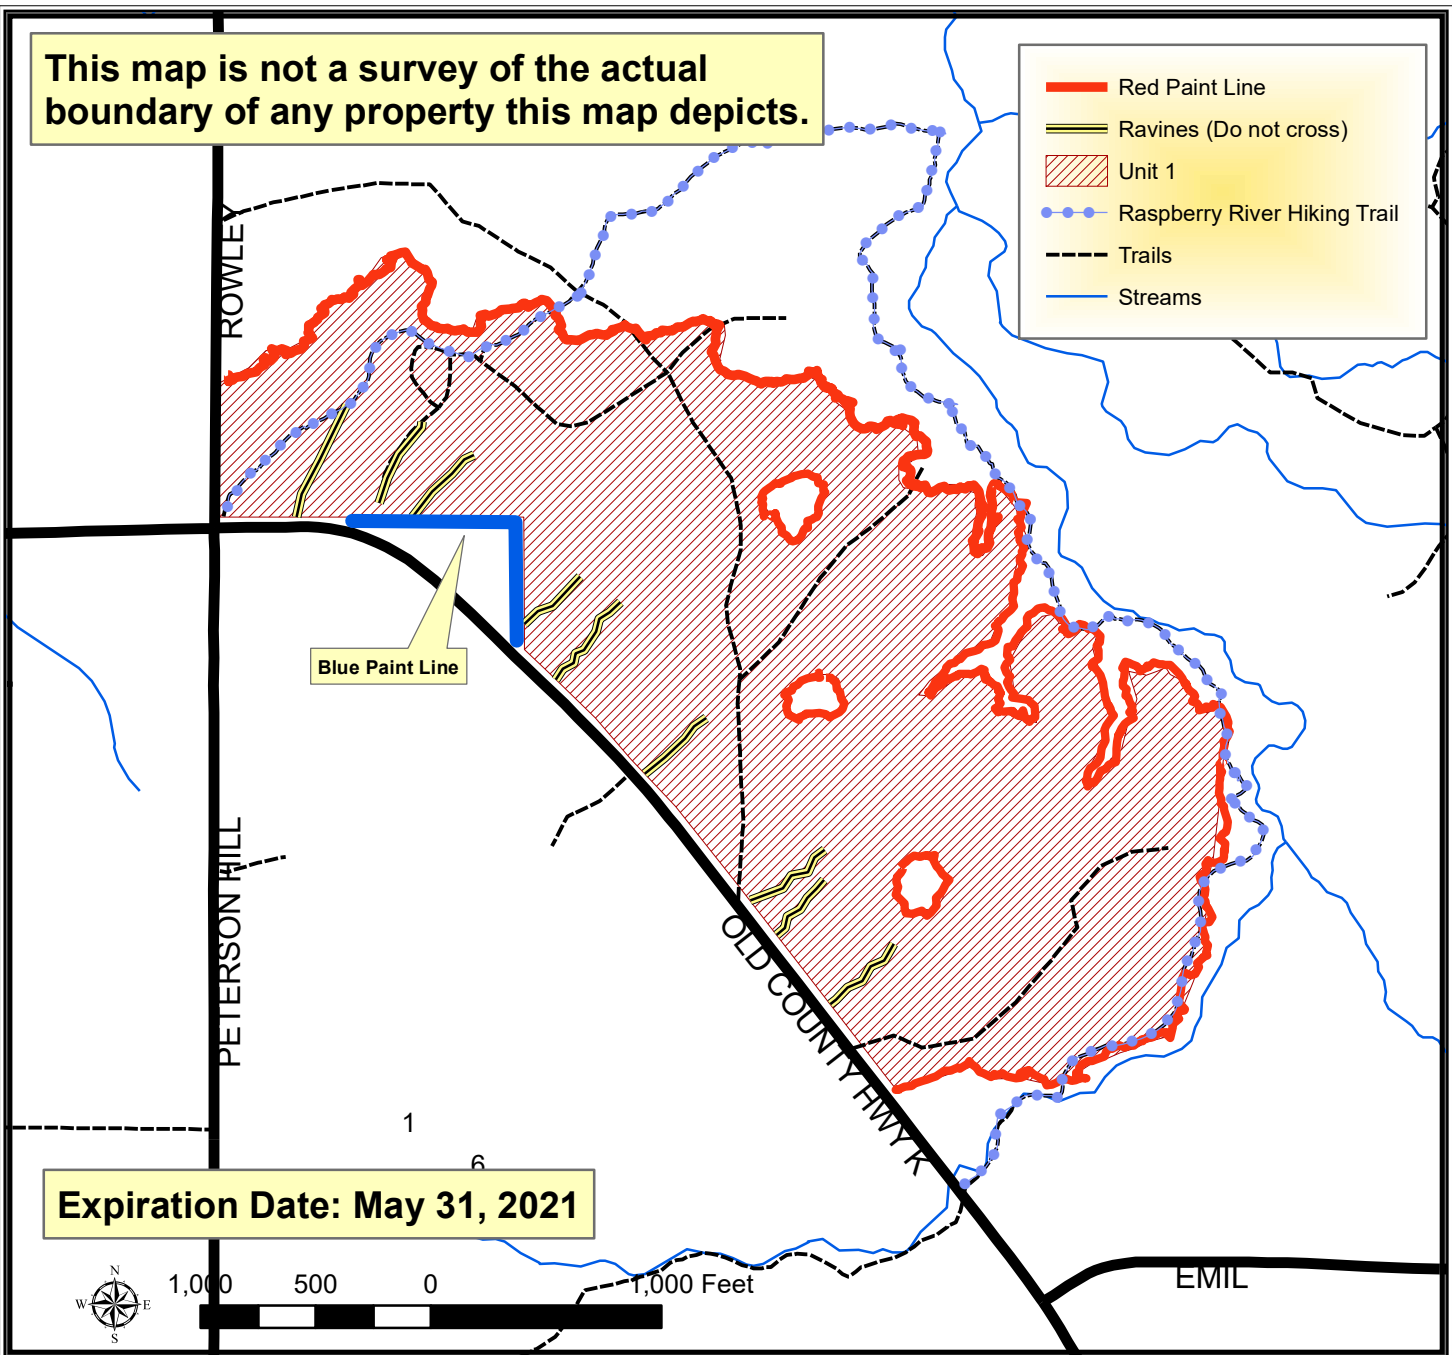 This map is not a survey of the actual
boundary of any property this map depicts.
Red Paint Line
Ravines (Do not cross)
Unit 1
Raspberry River Hiking Trail
Trails
Streams
ROWLEY
Blue Paint Line
PETERSON HILL
OLD COUNTY HWY K
1
6
Expiration Date: May 31, 2021
EMIL
N
W E
S
1,000 500 0 1,000 Feet